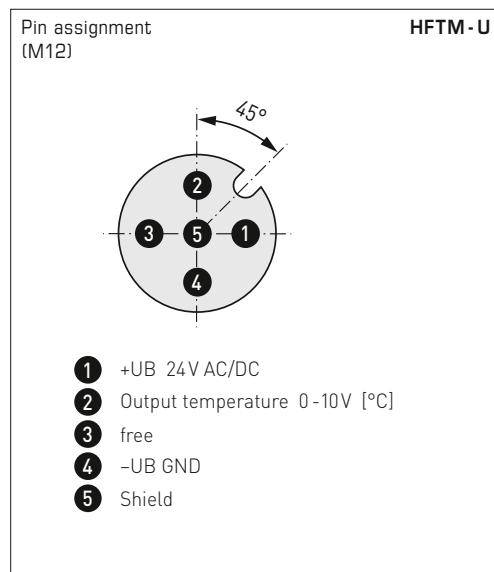 Pin assignment HFTM-U
(M12)
45°
2
3 5 1
4
1 +UB 24V AC/DC
2 Output temperature 0-10V [°C]
3 free
4 –UB GND
5 Shield